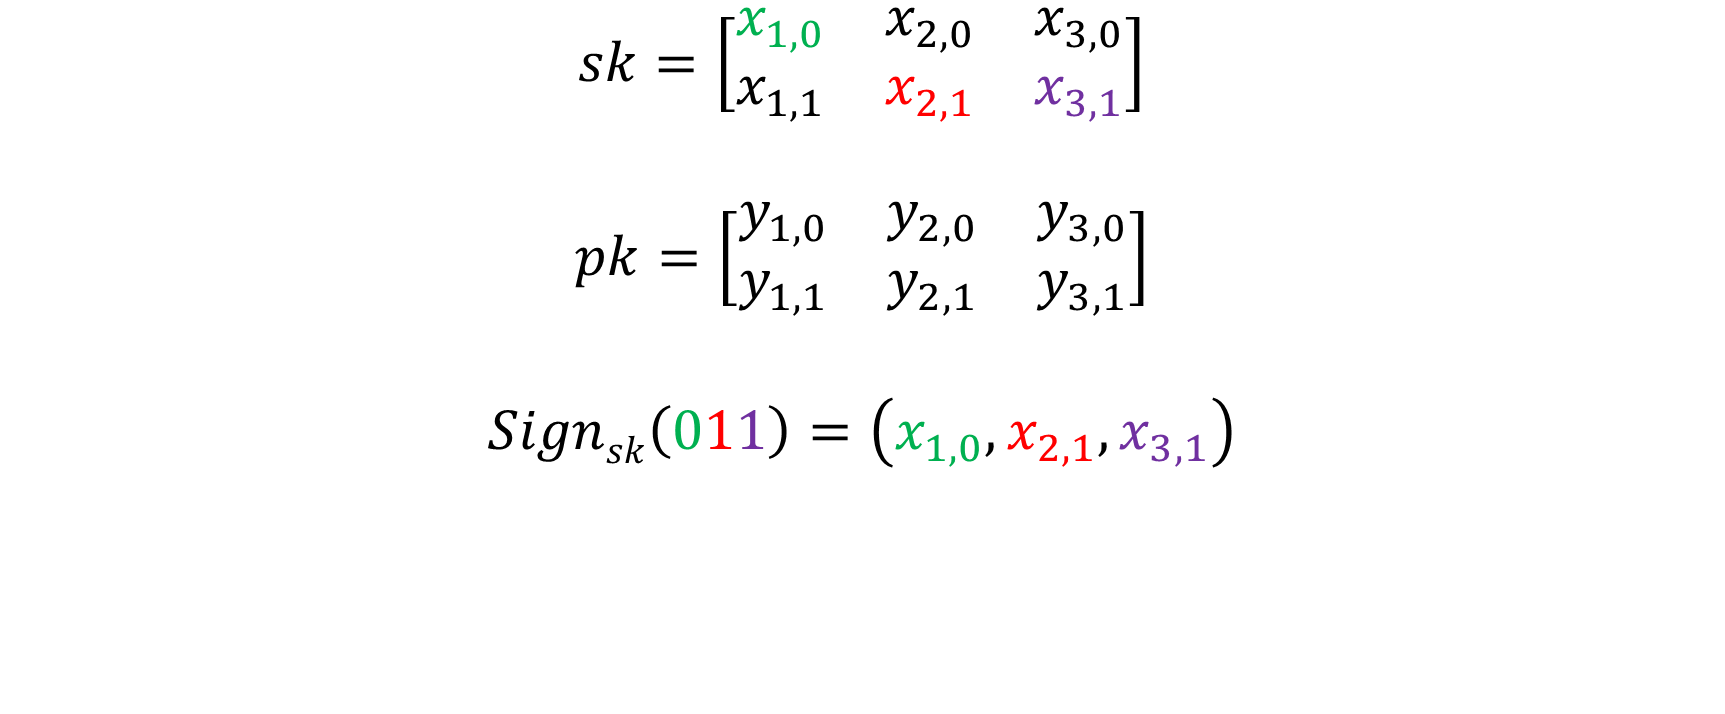 sk = [x1,0 x2,0 x3,0
x1,1 x2,1 x3,1]
pk = [y1,0 y2,0 y3,0
y1,1 y2,1 y3,1]
Signsk(011) = (x1,0, x2,1, x3,1)